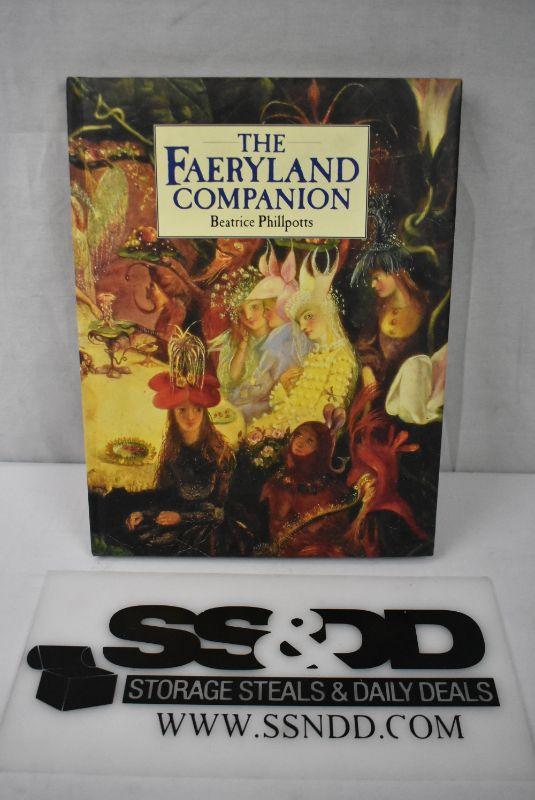 THE
FAERYLAND
COMPANION
Beatrice Phillpotts
SS&DD
STORAGE STEALS & DAILY DEALS
WWW.SSNDD.COM